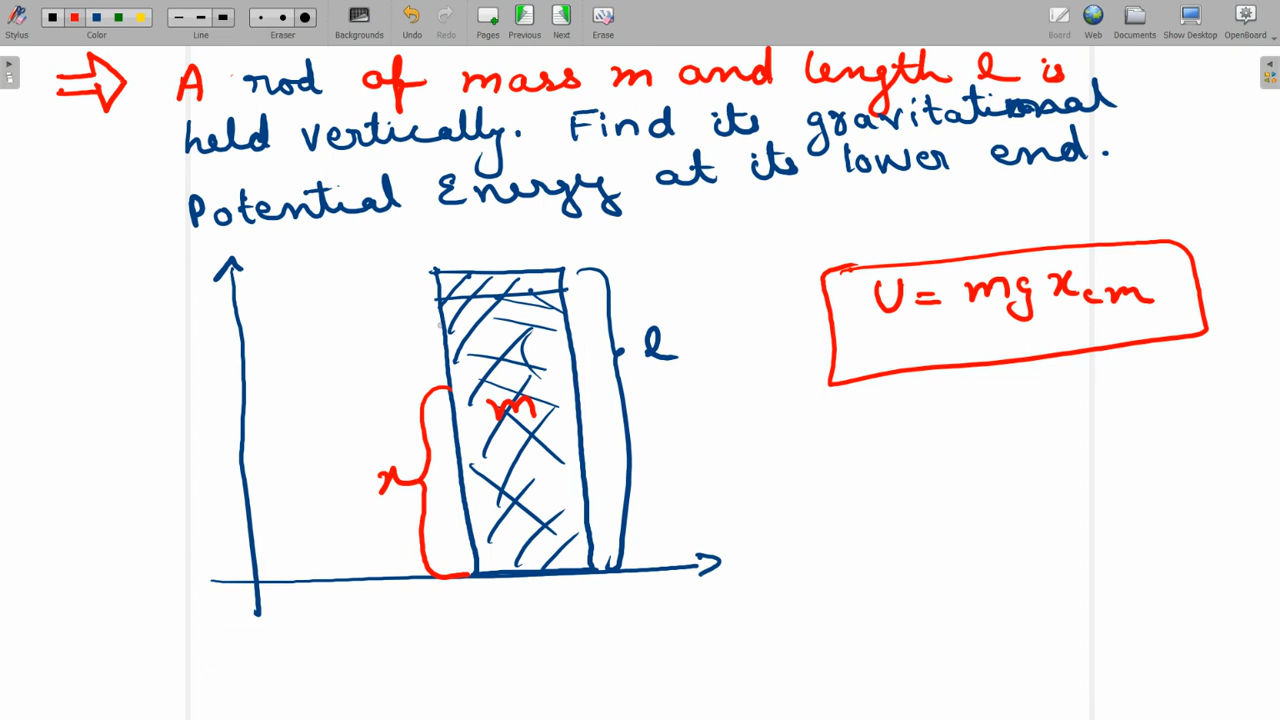 Stylus
Color
Line
Eraser
Backgrounds
Undo
Redo
Pages
Previous
Next
Erase
Board
Web
Documents
Show Desktop
OpenBoard
A rod of mass m and length l is
held vertically. Find its gravitational
Potential Energy at its lower end.
U = mg xcm
l
m
x